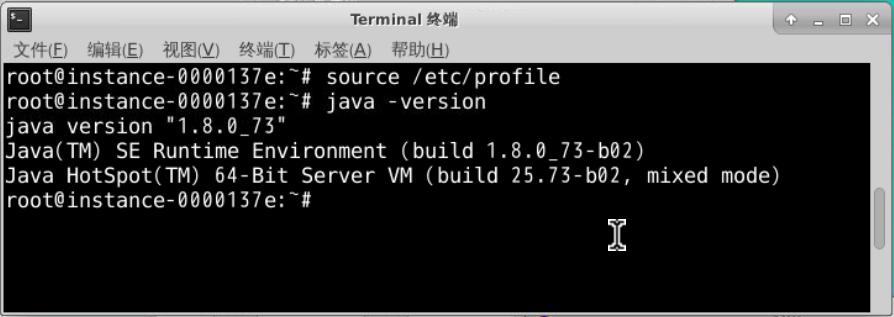 Terminal 终端
文件(F) 编辑(E) 视图(V) 终端(T) 标签(A) 帮助(H)
root@instance-0000137e:~# source /etc/profile
root@instance-0000137e:~# java -version
java version "1.8.0_73"
Java(TM) SE Runtime Environment (build 1.8.0_73-b02)
Java HotSpot(TM) 64-Bit Server VM (build 25.73-b02, mixed mode)
root@instance-0000137e:~#